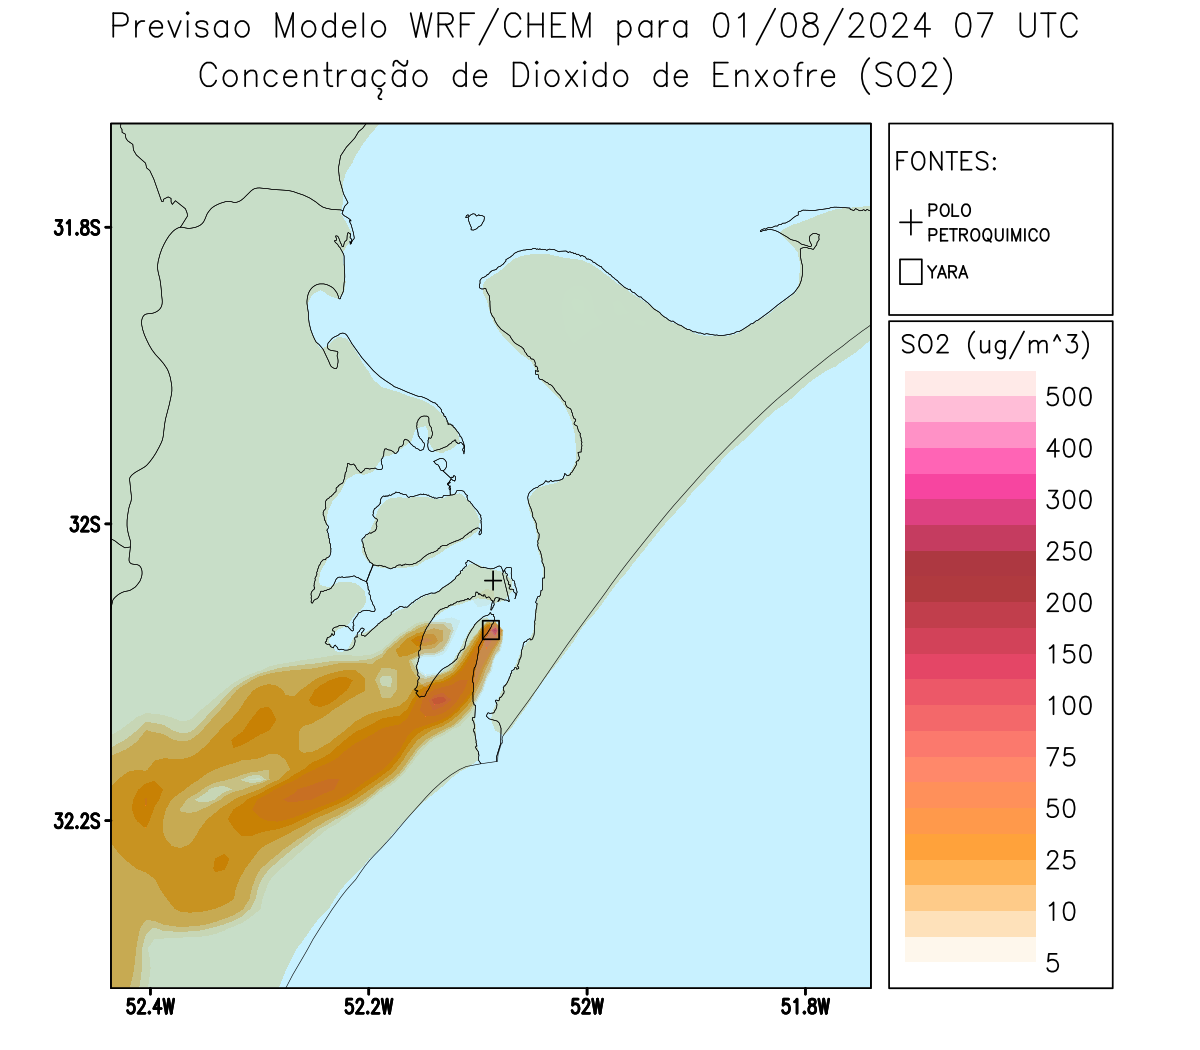 Previsao Modelo WRF/CHEM para 01/08/2024 07 UTC
Concentração de Dioxido de Enxofre (SO2)
FONTES:
POLO
PETROQUIMICO
YARA
SO2 (ug/m^3)
500
400
300
250
200
150
100
75
50
25
10
5
31.8S
32S
32.2S
52.4W
52.2W
52W
51.8W